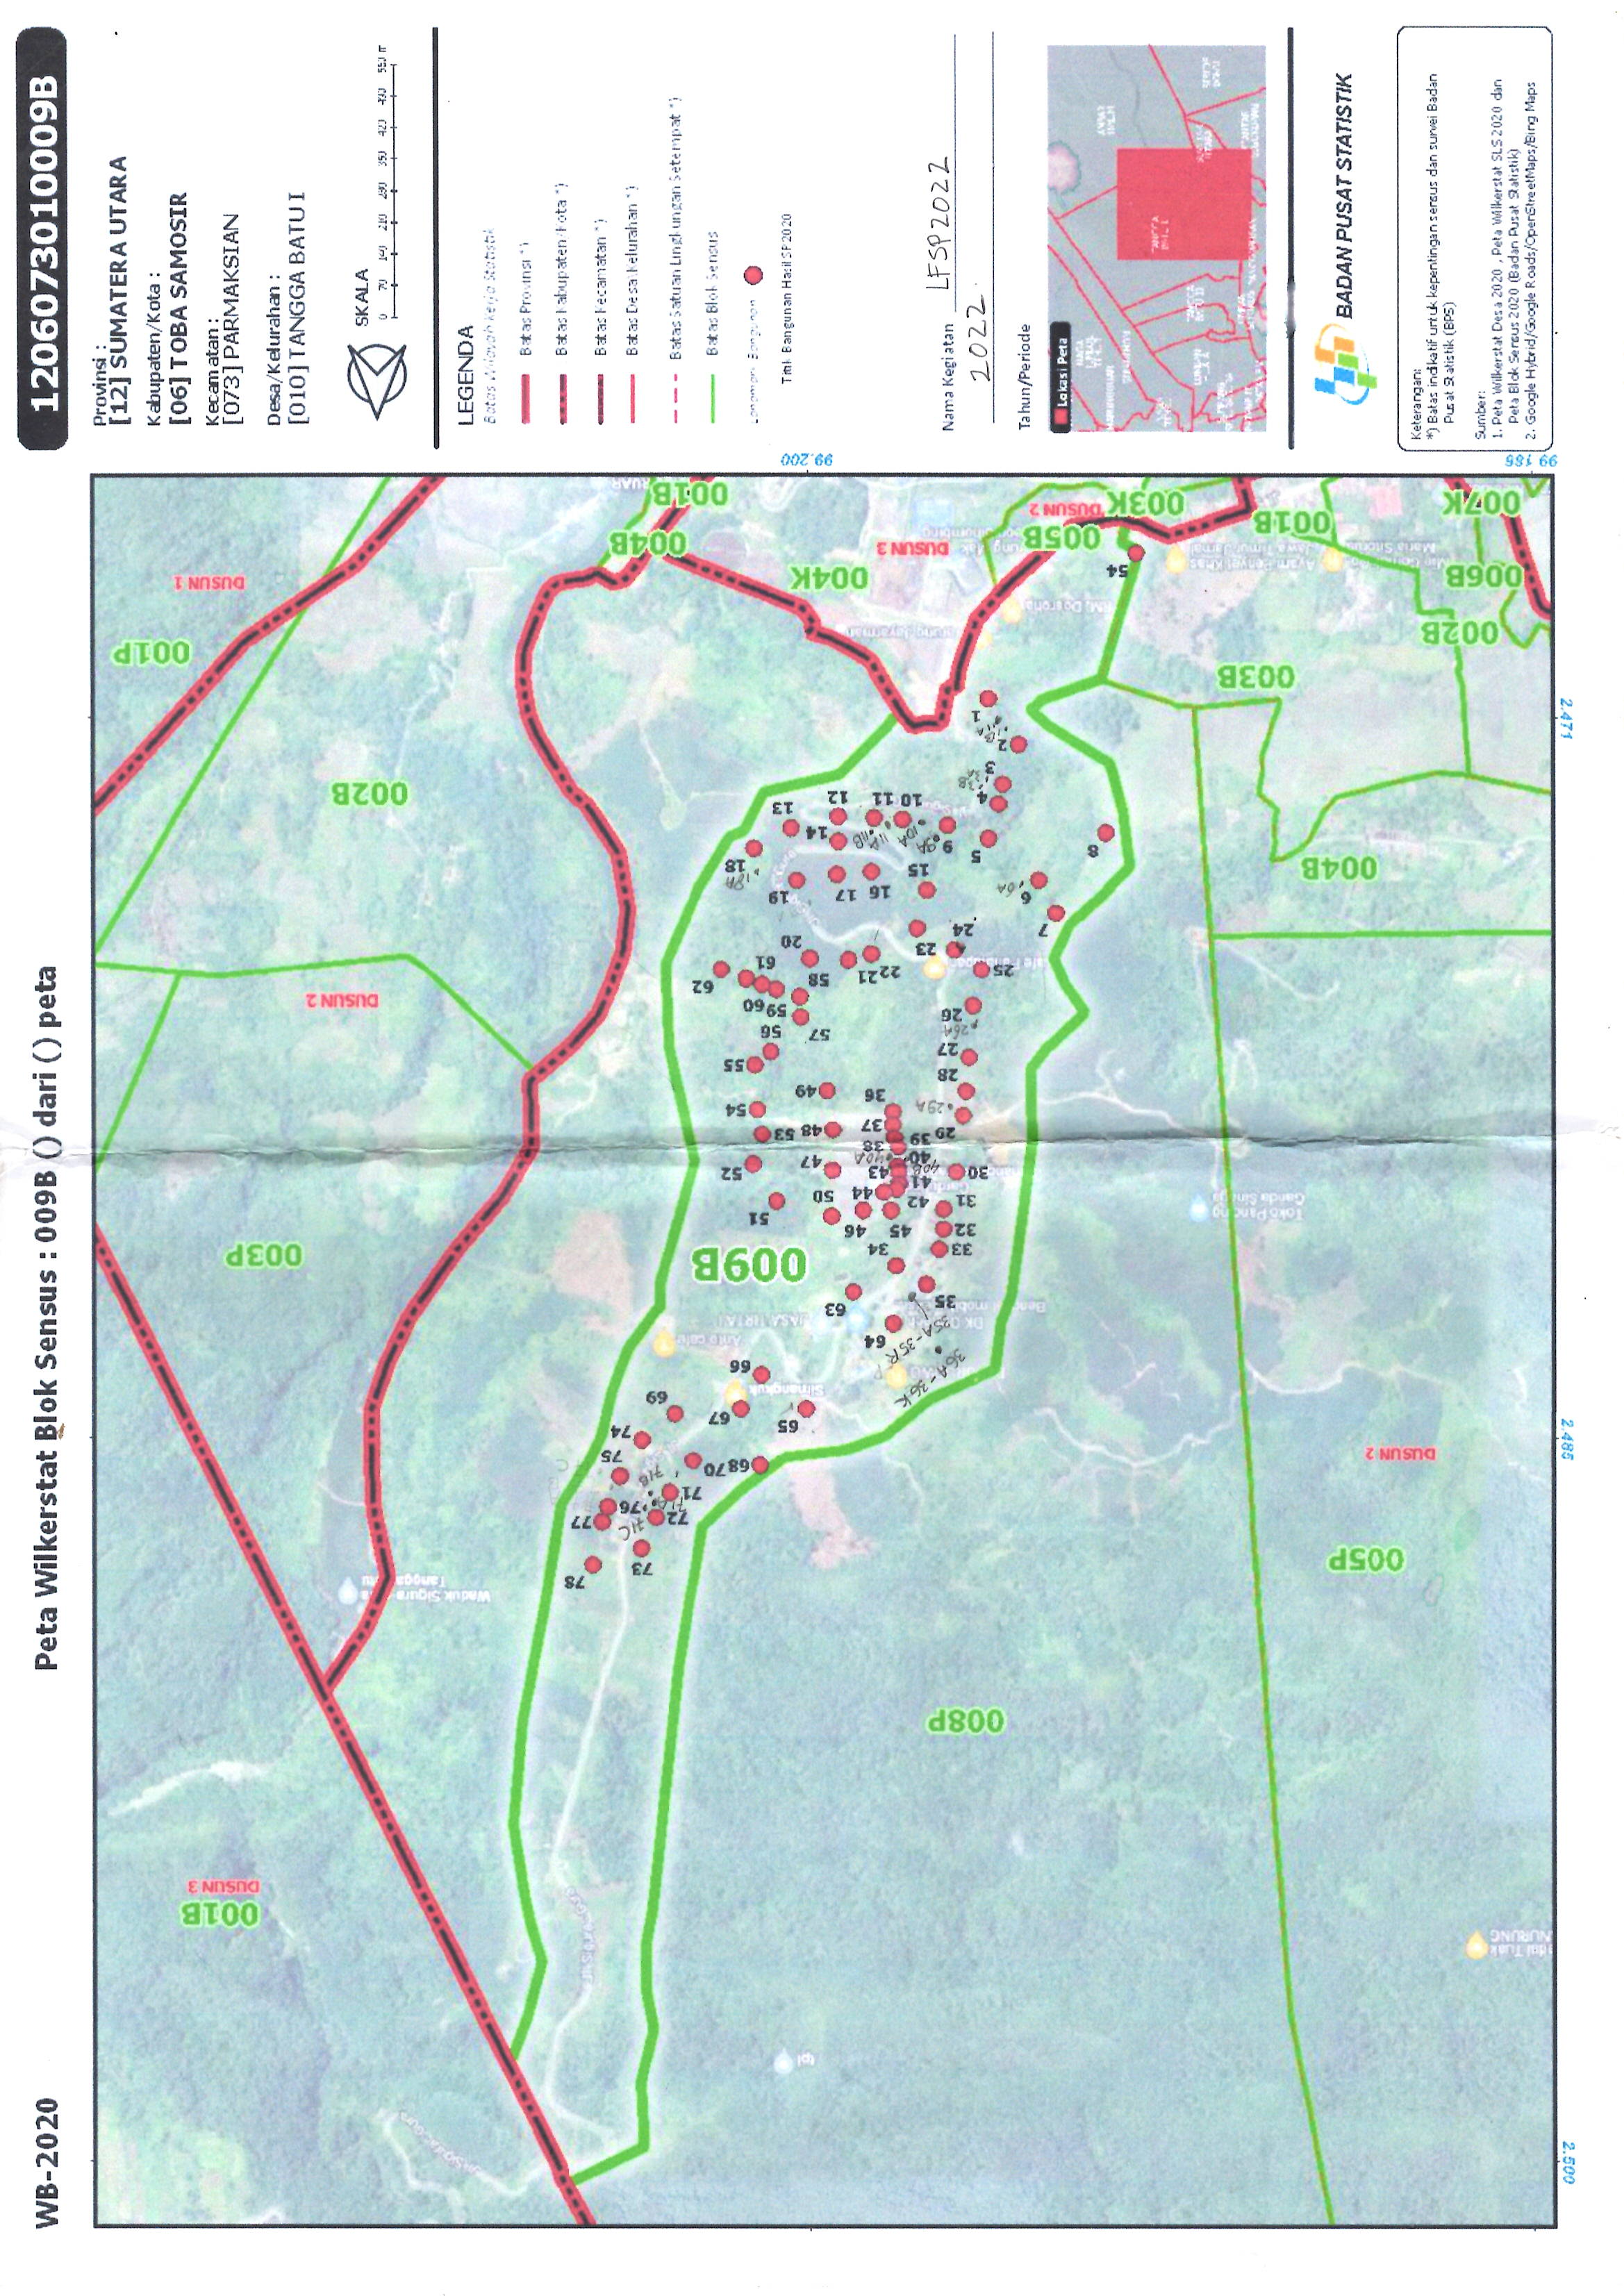 WB-2020
Peta Wilkerstat Blok Sensus : 009B () dari () peta
1206073010009B
Provinsi :
[12] SUMATERA UTARA
Kabupaten/Kota :
[06] TOBA SAMOSIR
Kecamatan :
[073] PARMAKSIAN
Desa/Kelurahan :
[010] TANGGA BATU I
SKALA
0 70 140 210 280 350 420 490 560 m
LEGENDA
Batas Wilayah Kerja Statistik
Batas Provinsi *)
Batas Kabupaten/Kota *)
Batas Kecamatan *)
Batas Desa/Kelurahan *)
Batas Satuan Lingkungan Setempat *)
Batas Blok Sensus
Titik Bangunan Hasil SP2020
Nama Kegiatan LFSP2022
Tahun/Periode 2022
Lokasi Peta
BADAN PUSAT STATISTIK
Keterangan:
*) Batas indikatif untuk kepentingan sensus dan survei Badan
Pusat Statistik (BPS)
Sumber:
1. Peta Wilkerstat Desa 2020 , Peta Wilkerstat SLS 2020 dan
Peta Blok Sensus 2020 (Badan Pusat Statistik)
2. Google Hybrid/Google Roads/OpenStreetMaps/Bing Maps
2.500
2.485
2.471
99.185
99.200
tpl
001B
DUSUN 3
008P
005P
DUSUN 2
Waduk Sigura
003P
DUSUN 2
002B
001P
DUSUN 1
009B
004B
003B
002B
006B
007K
001B
003K
005B
DUSUN 2
DUSUN 3
004K
004B
001B
Simangkuk
Anto cafe
JASA TIRTA I
Toko Pancing
Ganda Sinaga
Ayam Penyet Khas
Jawa Timur Jamal
Maria Sitorus
78
73
71C
72
71A
76
77
71
71B
68
70
75
74
65
67
69
66
36A-36K
35A-35R
64
35
63
34
33
32
45
46
51
31
42
44
50
41
30
40B
43
47
52
40
40A
39
38
48
53
29
37
54
29A
36
49
28
55
27
57
56
26A
26
59
60
25
22
21
58
62
61
23
20
24
7
6
6A
16
17
19
18A
15
18
8
5
9
9A
10A
11A
11B
14
10
11
12
13
4
3B
3A
3
2
1B
1A
1
54